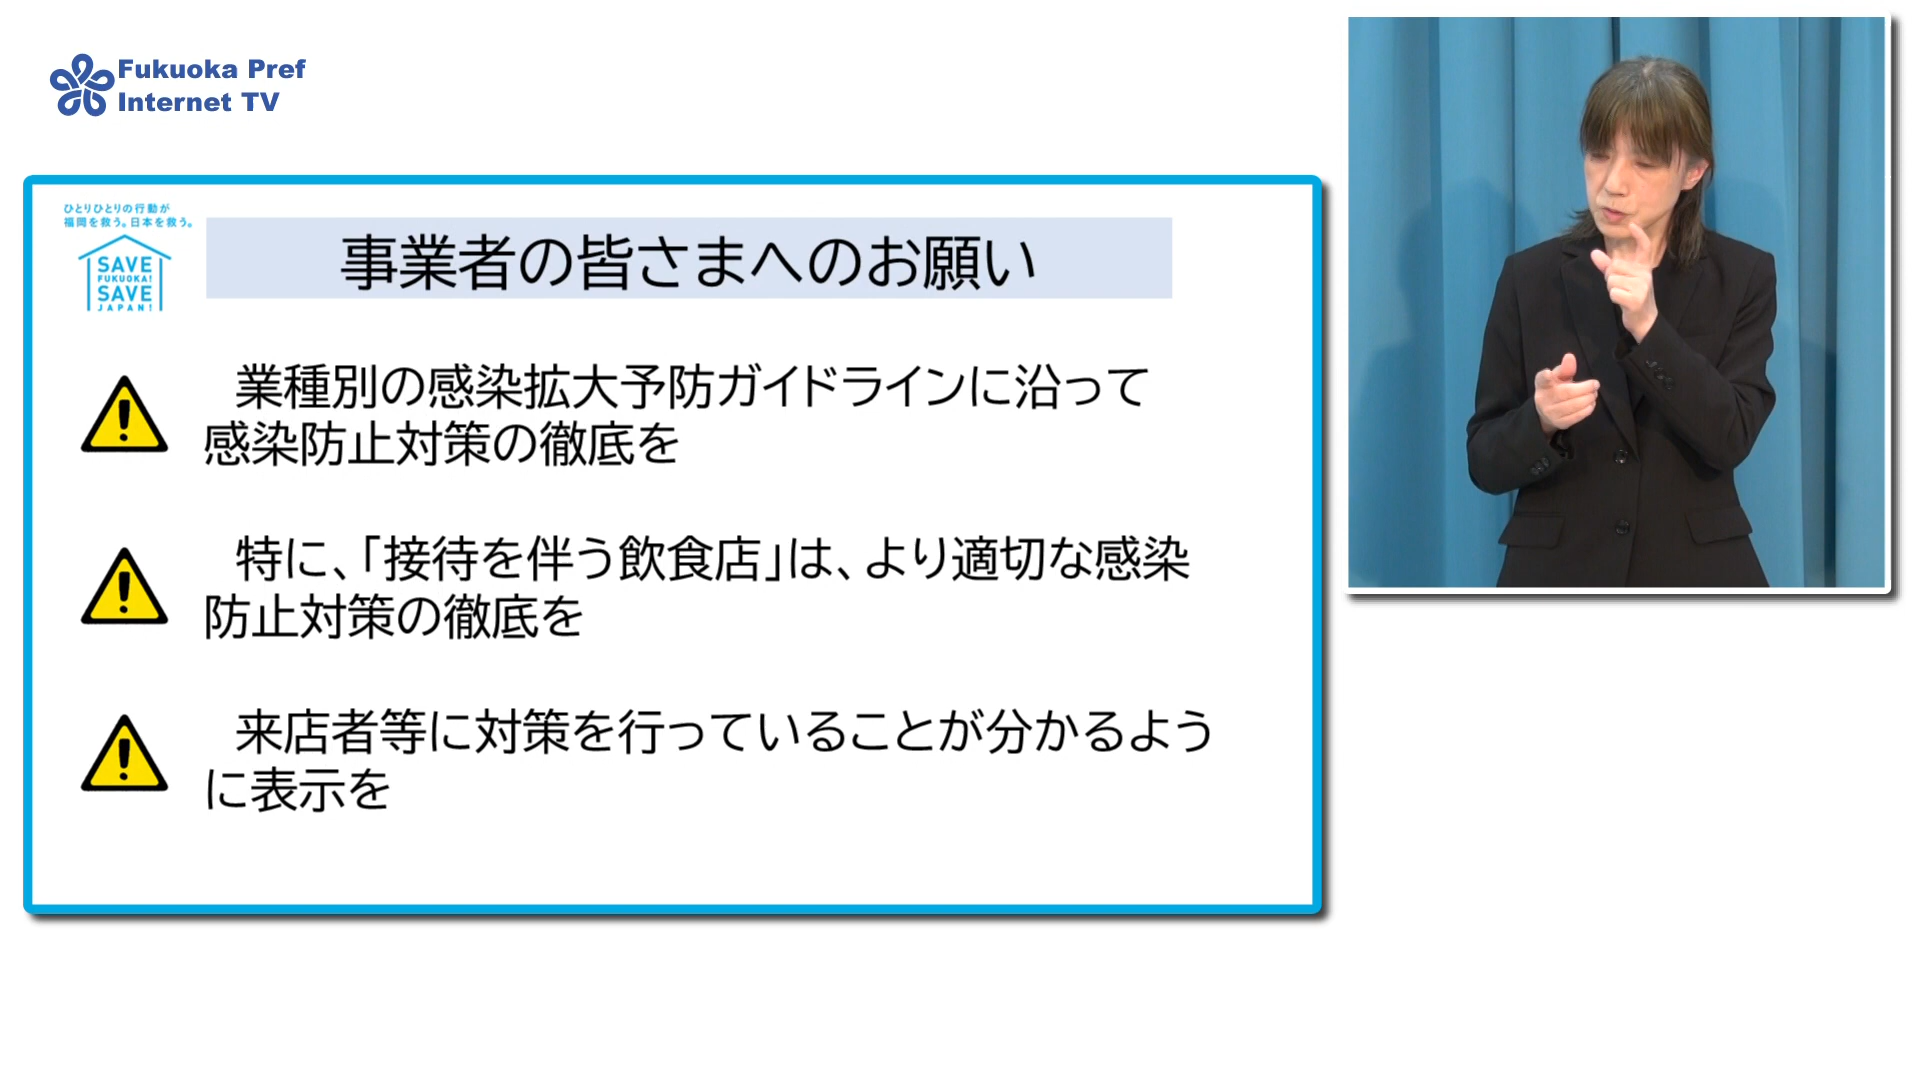 Fukuoka Pref
Internet TV
ひとりひとりの行動が
福岡を救う。日本を救う。
SAVE
FUKUOKA!
SAVE
JAPAN!
事業者の皆さまへのお願い
業種別の感染拡大予防ガイドラインに沿って
感染防止対策の徹底を
特に、「接待を伴う飲食店」は、より適切な感染
防止対策の徹底を
来店者等に対策を行っていることが分かるよう
に表示を